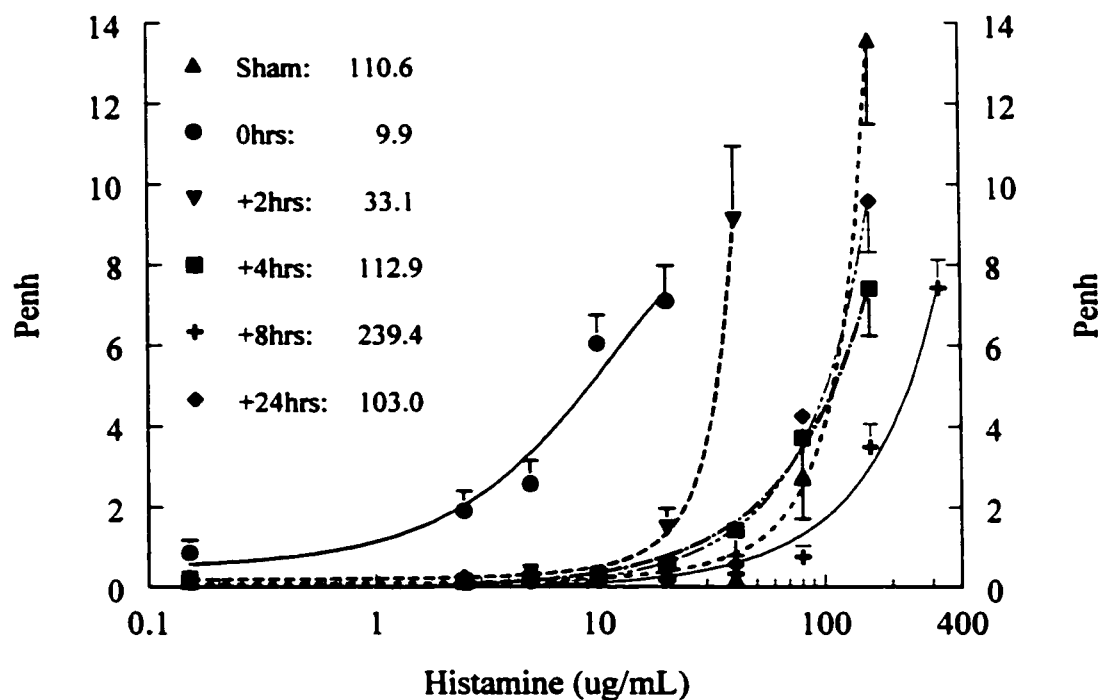 14
12
10
8
6
4
2
0
Penh
Sham: 110.6
0hrs: 9.9
+2hrs: 33.1
+4hrs: 112.9
+8hrs: 239.4
+24hrs: 103.0
14
12
10
8
6
4
2
0
Penh
0.1 1 10 100 400
Histamine (ug/mL)